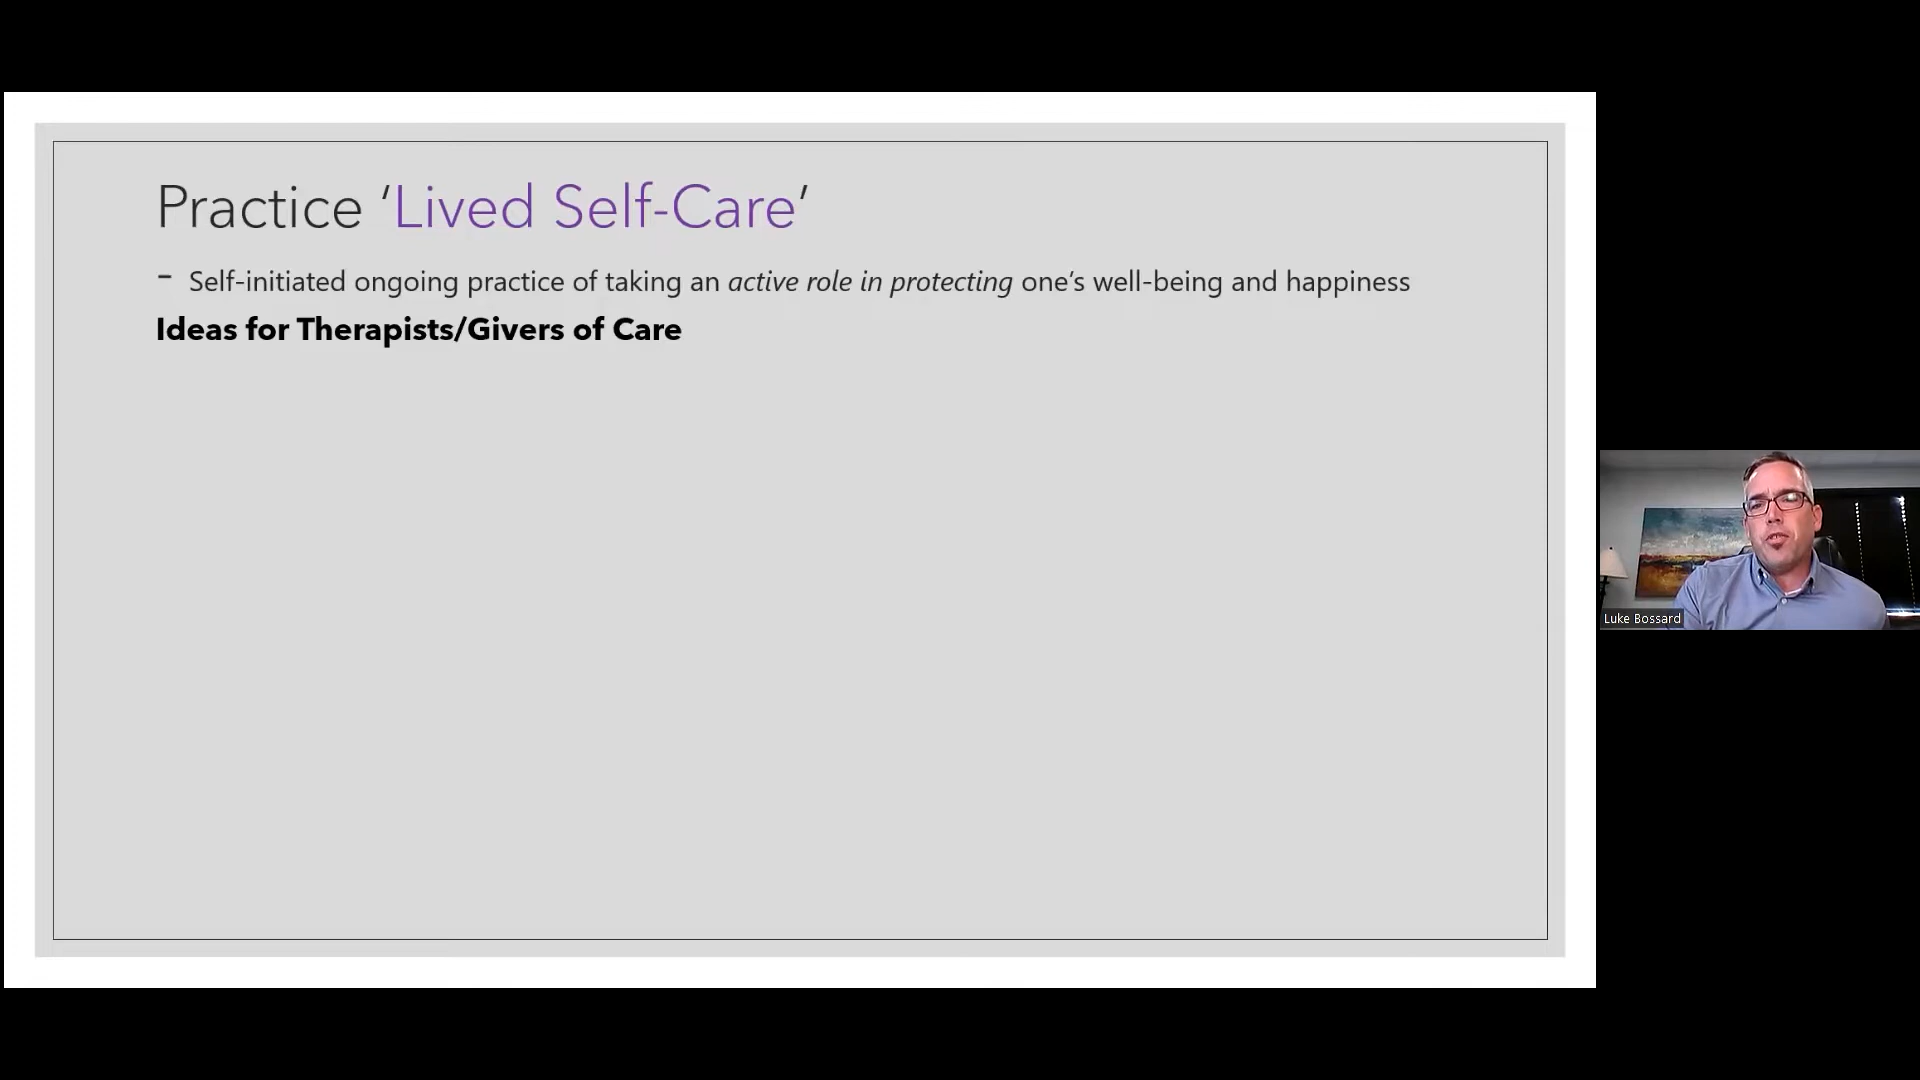 Practice ‘Lived Self-Care’
- Self-initiated ongoing practice of taking an active role in protecting one’s well-being and happiness
Ideas for Therapists/Givers of Care
Luke Bossard